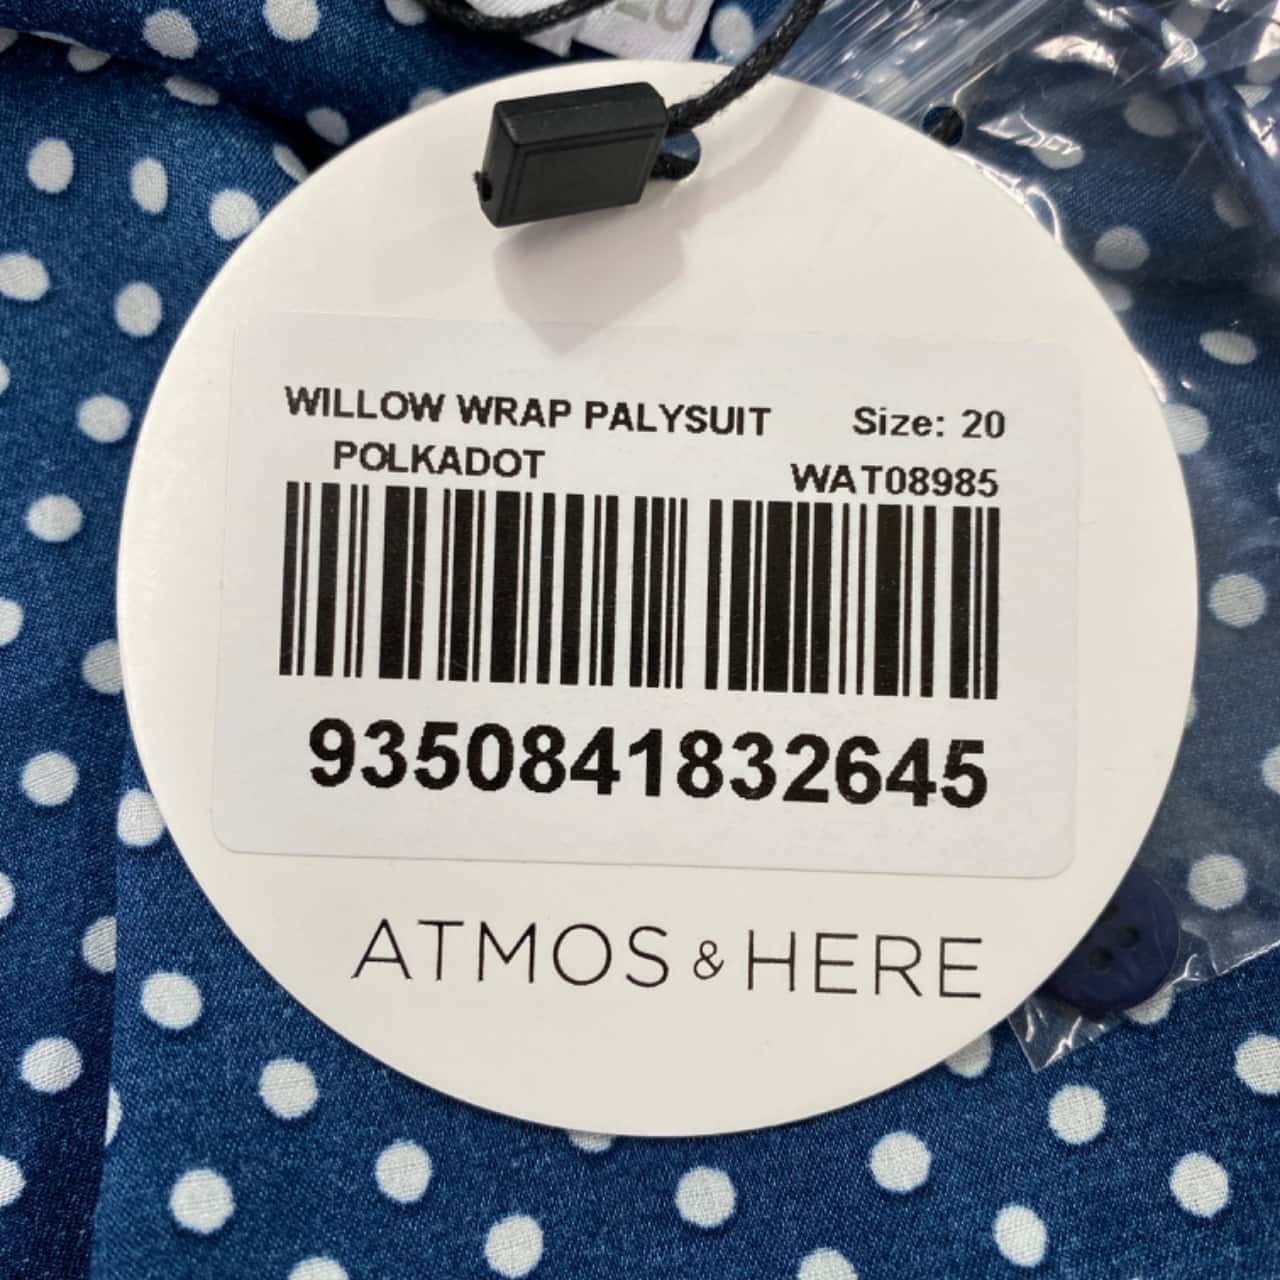 WILLOW WRAP PALYSUIT Size: 20
POLKADOT WAT08985
9350841832645
ATMOS & HERE